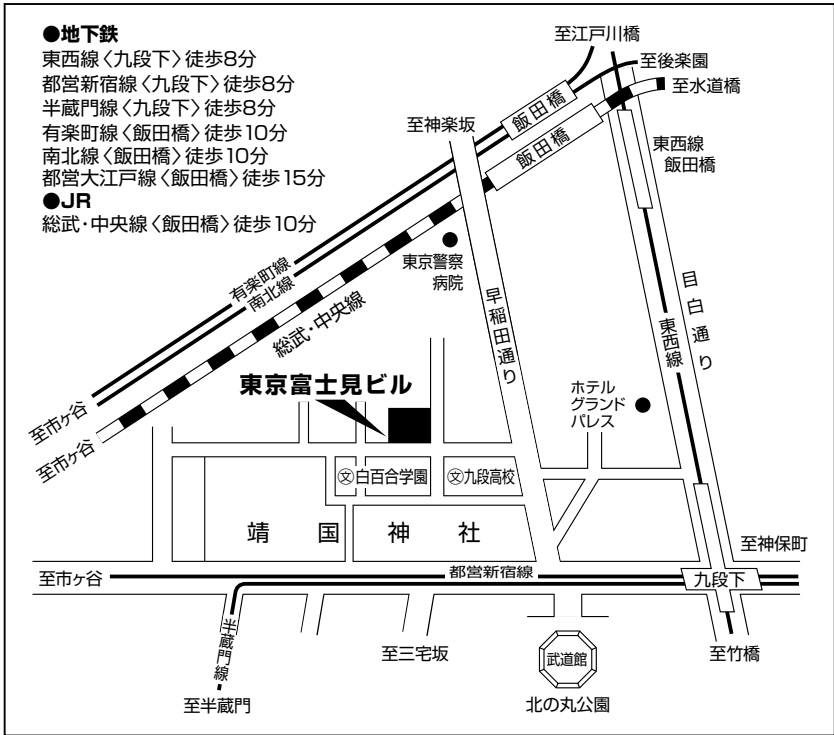 ●地下鉄
東西線〈九段下〉徒歩8分
都営新宿線〈九段下〉徒歩8分
半蔵門線〈九段下〉徒歩8分
有楽町線〈飯田橋〉徒歩10分
南北線〈飯田橋〉徒歩10分
都営大江戸線〈飯田橋〉徒歩15分
●JR
総武・中央線〈飯田橋〉徒歩10分
至江戸川橋
至後楽園
至水道橋
至神楽坂
飯田橋
飯田橋
東西線
飯田橋
東京警察
病院
有楽町線
南北線
総武・中央線
早稲田通り
目白通り
東西線
東京富士見ビル
ホテル
グランド
パレス
至市ヶ谷
至市ヶ谷
文白百合学園
文九段高校
靖国神社
至神保町
至市ヶ谷
都営新宿線
九段下
半蔵門線
至三宅坂
武道館
至竹橋
至半蔵門
北の丸公園